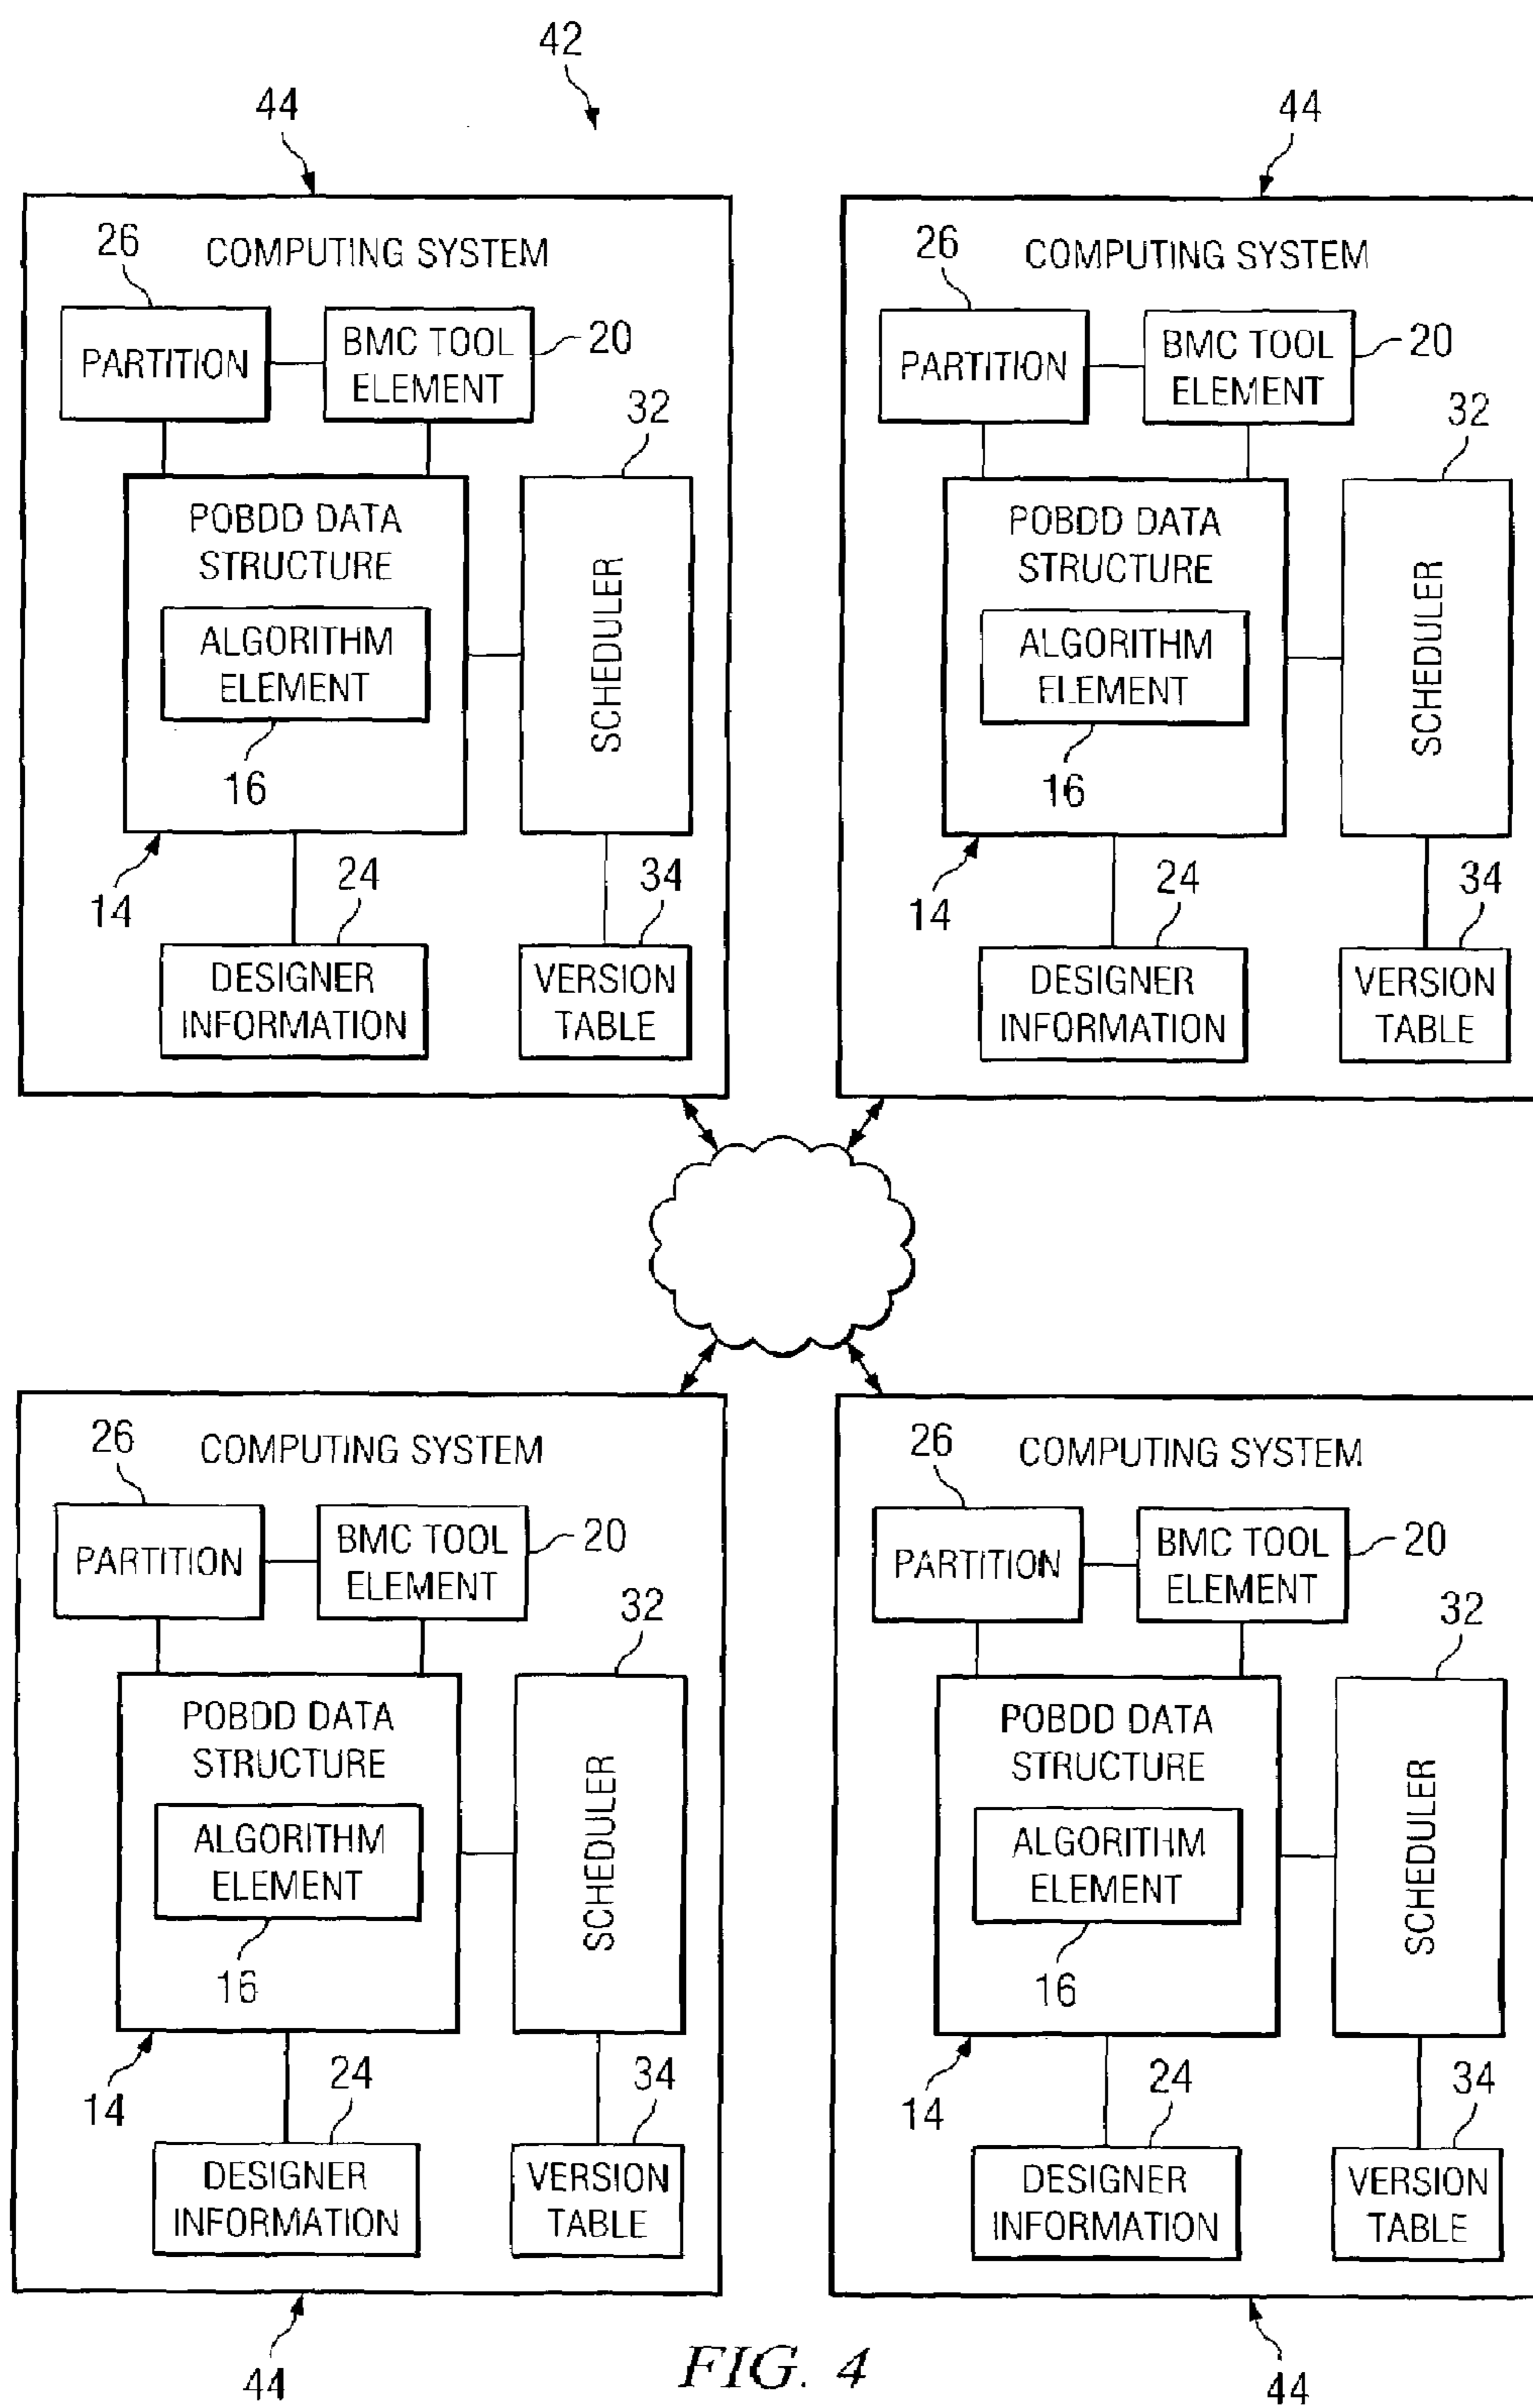 42
44
COMPUTING SYSTEM
26
PARTITION
BMC TOOL
ELEMENT
20
32
POBDD DATA
STRUCTURE
ALGORITHM
ELEMENT
16
SCHEDULER
14
24
34
DESIGNER
INFORMATION
VERSION
TABLE
44
COMPUTING SYSTEM
26
PARTITION
BMC TOOL
ELEMENT
20
32
POBDD DATA
STRUCTURE
ALGORITHM
ELEMENT
16
SCHEDULER
14
24
34
DESIGNER
INFORMATION
VERSION
TABLE
COMPUTING SYSTEM
26
PARTITION
BMC TOOL
ELEMENT
20
32
POBDD DATA
STRUCTURE
ALGORITHM
ELEMENT
16
SCHEDULER
14
24
34
DESIGNER
INFORMATION
VERSION
TABLE
44
COMPUTING SYSTEM
26
PARTITION
BMC TOOL
ELEMENT
20
32
POBDD DATA
STRUCTURE
ALGORITHM
ELEMENT
16
SCHEDULER
14
24
34
DESIGNER
INFORMATION
VERSION
TABLE
44
FIG. 4